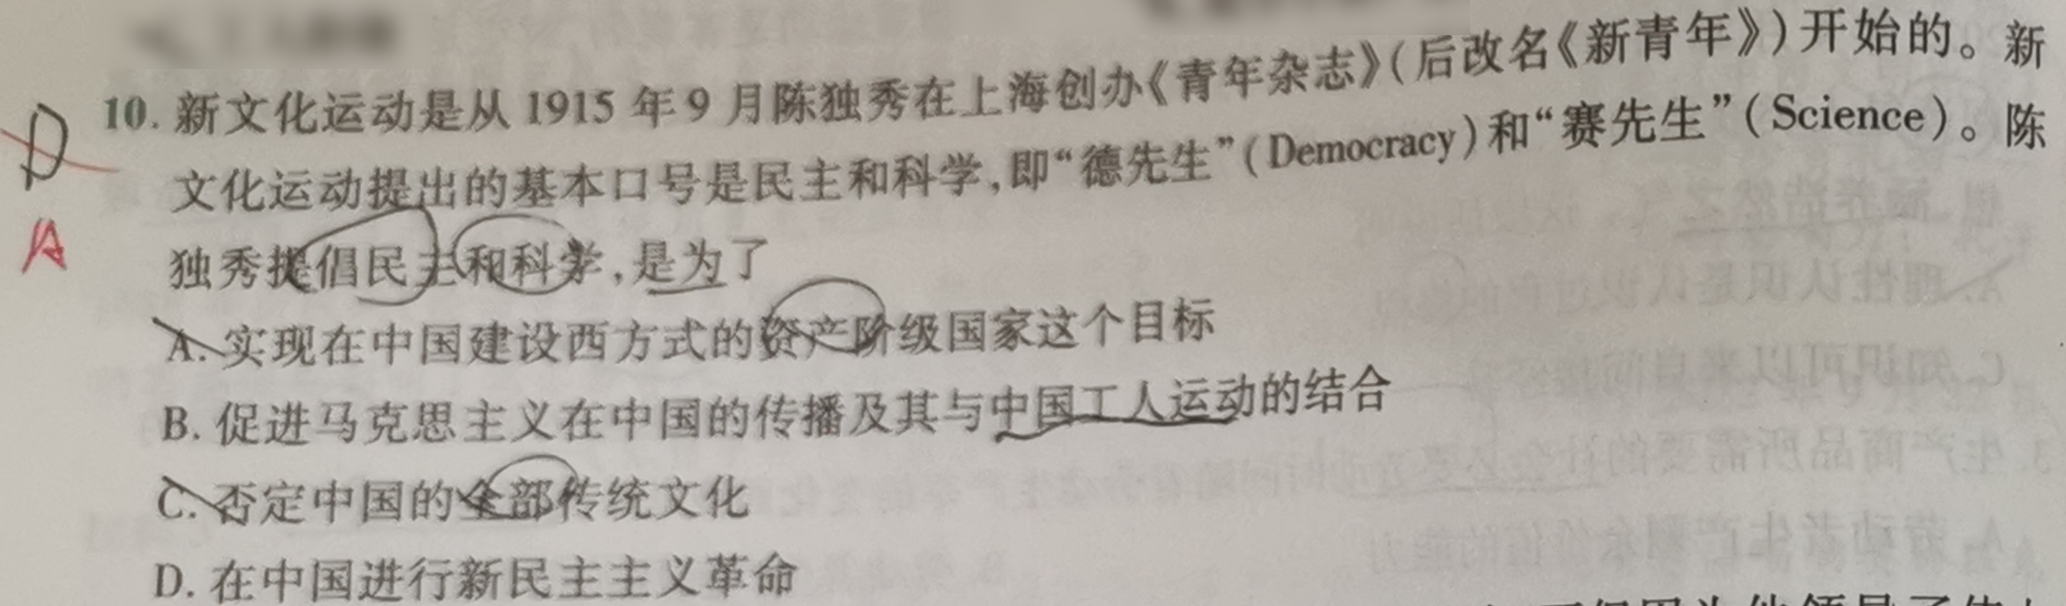 10. 新文化运动是从 1915 年 9 月陈独秀在上海创办《青年杂志》(后改名《新青年》)开始的。新
文化运动提出的基本口号是民主和科学,即“德先生”(Democracy)和“赛先生”(Science)。陈
独秀提倡民主和科学,是为了
A. 实现在中国建设西方式的资产阶级国家这个目标
B. 促进马克思主义在中国的传播及其与中国工人运动的结合
C. 否定中国的全部传统文化
D. 在中国进行新民主主义革命
D
A